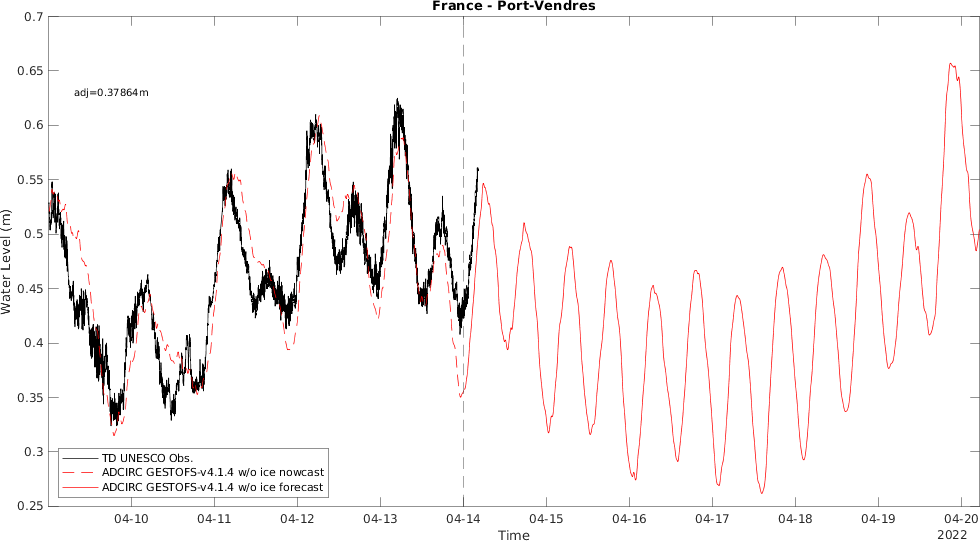 France - Port-Vendres
0.7
0.65
0.6
0.55
0.5
0.45
0.4
0.35
0.3
0.25
Water Level (m)
adj=0.37864m
TD UNESCO Obs.
ADCIRC GESTOFS-v4.1.4 w/o ice nowcast
ADCIRC GESTOFS-v4.1.4 w/o ice forecast
04-10 04-11 04-12 04-13 04-14 04-15 04-16 04-17 04-18 04-19 04-20
Time
2022